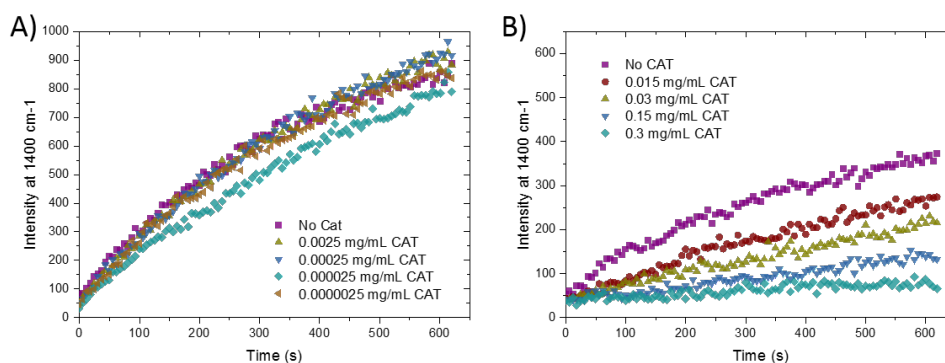 A)
Intensity at 1400 cm-1
1000
900
800
700
600
500
400
300
200
100
0
No Cat
0.0025 mg/mL CAT
0.00025 mg/mL CAT
0.000025 mg/mL CAT
0.0000025 mg/mL CAT
0 100 200 300 400 500 600
Time (s)
B)
Intensity at 1400 cm-1
600
500
400
300
200
100
0
No CAT
0.015 mg/mL CAT
0.03 mg/mL CAT
0.15 mg/mL CAT
0.3 mg/mL CAT
0 100 200 300 400 500 600
Time (s)